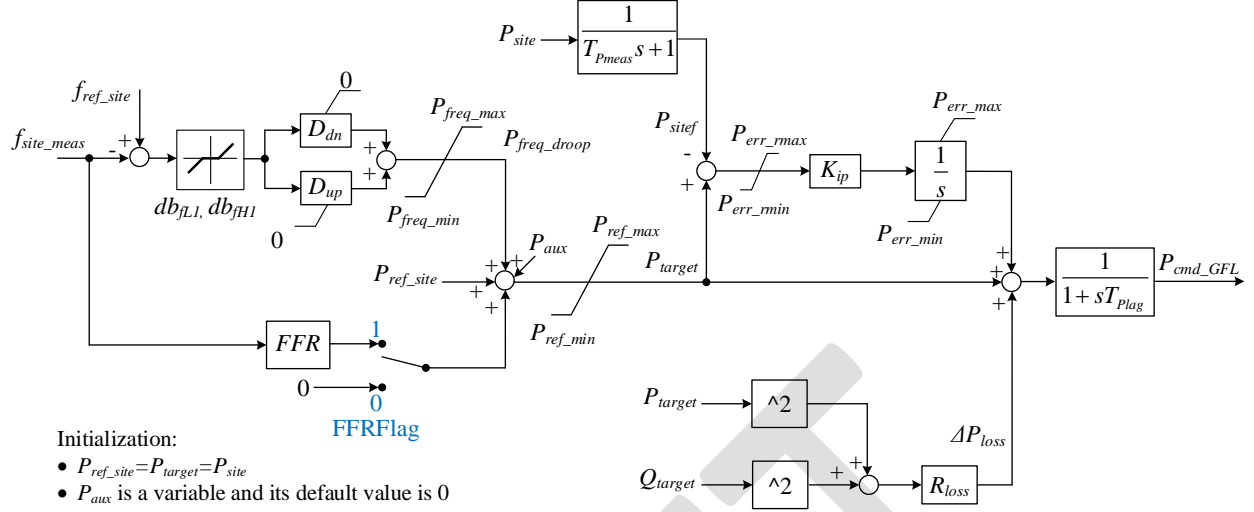 P_site
1
T_Pmeas s+1
f_ref_site
f_site_meas
+
-
db_fL1, db_fH1
0
D_dn
D_up
0
+
+
P_freq_max
P_freq_droop
P_freq_min
P_sitef
-
+
P_err_rmax
P_err_rmin
K_ip
P_err_max
1
s
P_err_min
P_aux
P_ref_site
+
+
+
+
P_ref_max
P_ref_min
P_target
+
+
+
1
1+sT_Plag
P_cmd_GFL
FFR
1
0
0
FFRFlag
P_target
^2
Q_target
^2
+
+
R_loss
ΔP_loss
Initialization:
• P_ref_site=P_target=P_site
• P_aux is a variable and its default value is 0